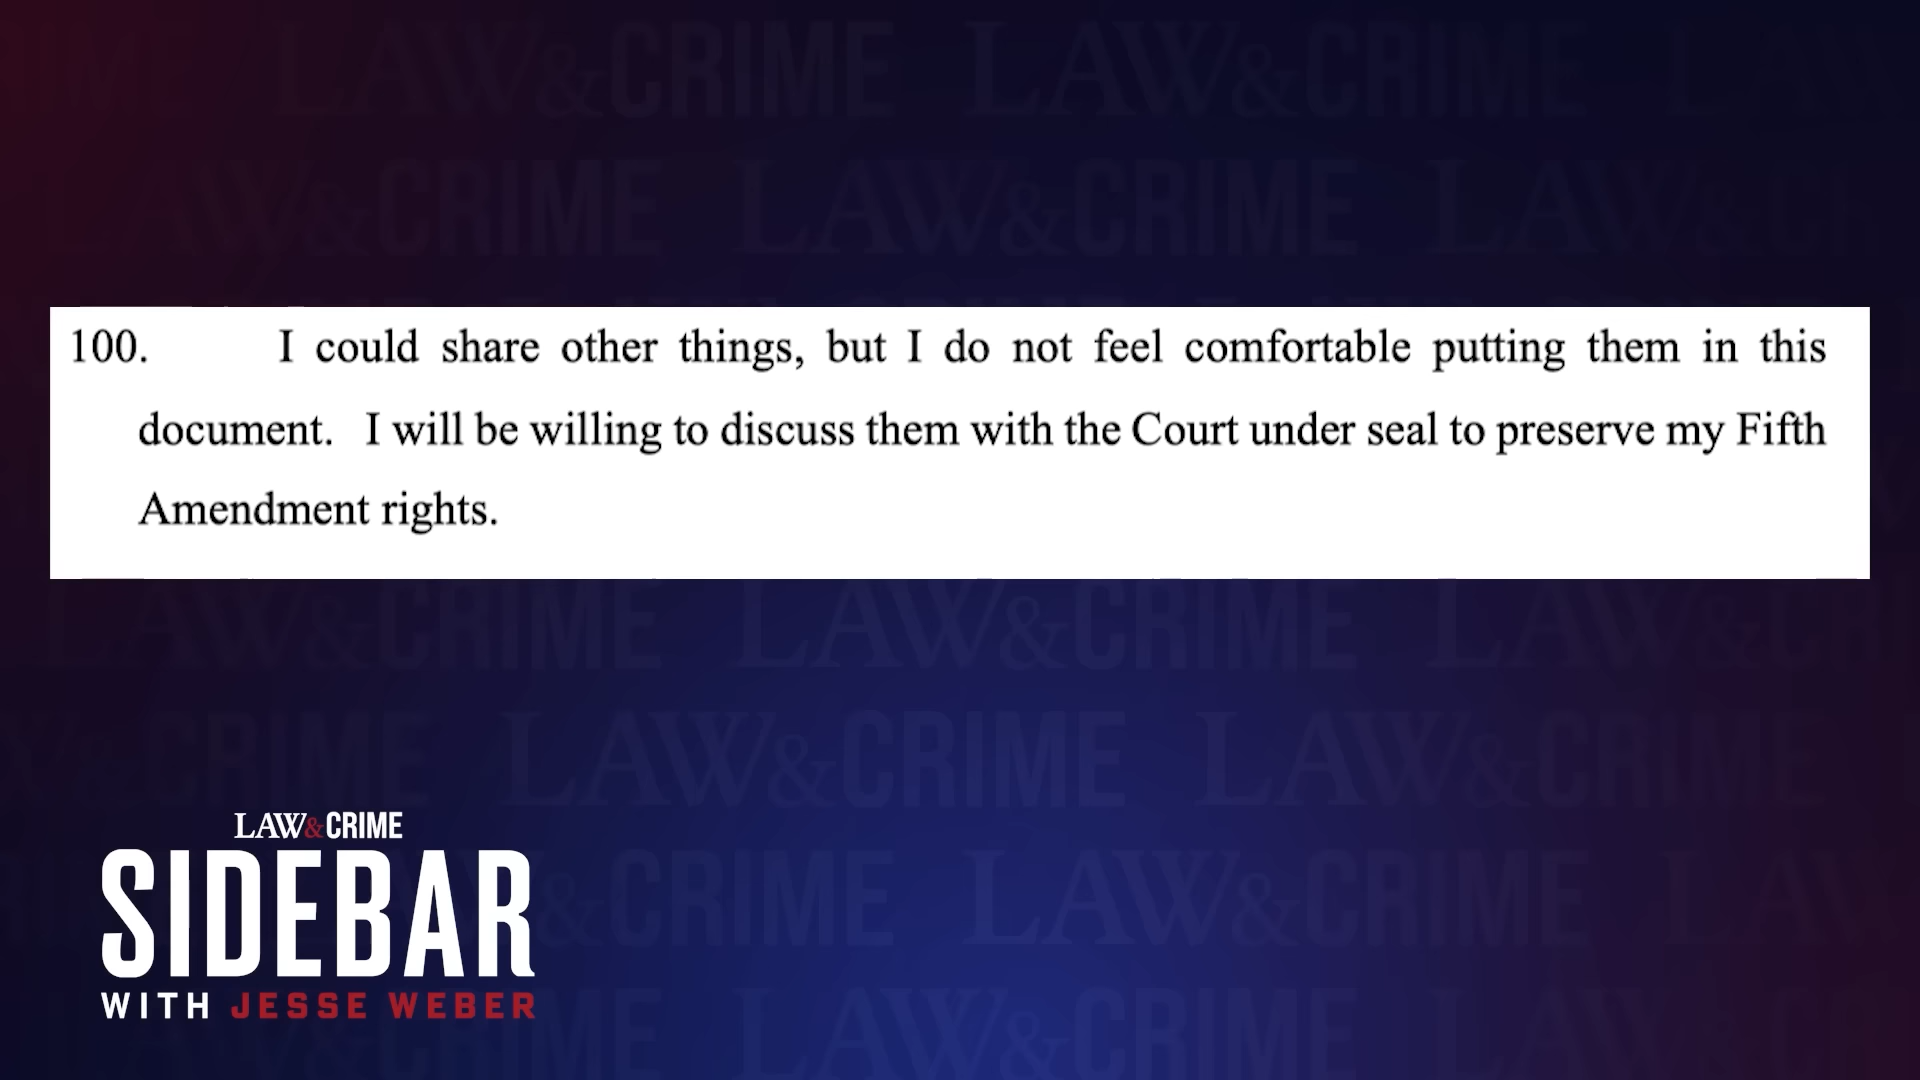 100. I could share other things, but I do not feel comfortable putting them in this
document. I will be willing to discuss them with the Court under seal to preserve my Fifth
Amendment rights.
LAW&CRIME
SIDEBAR
WITH JESSE WEBER